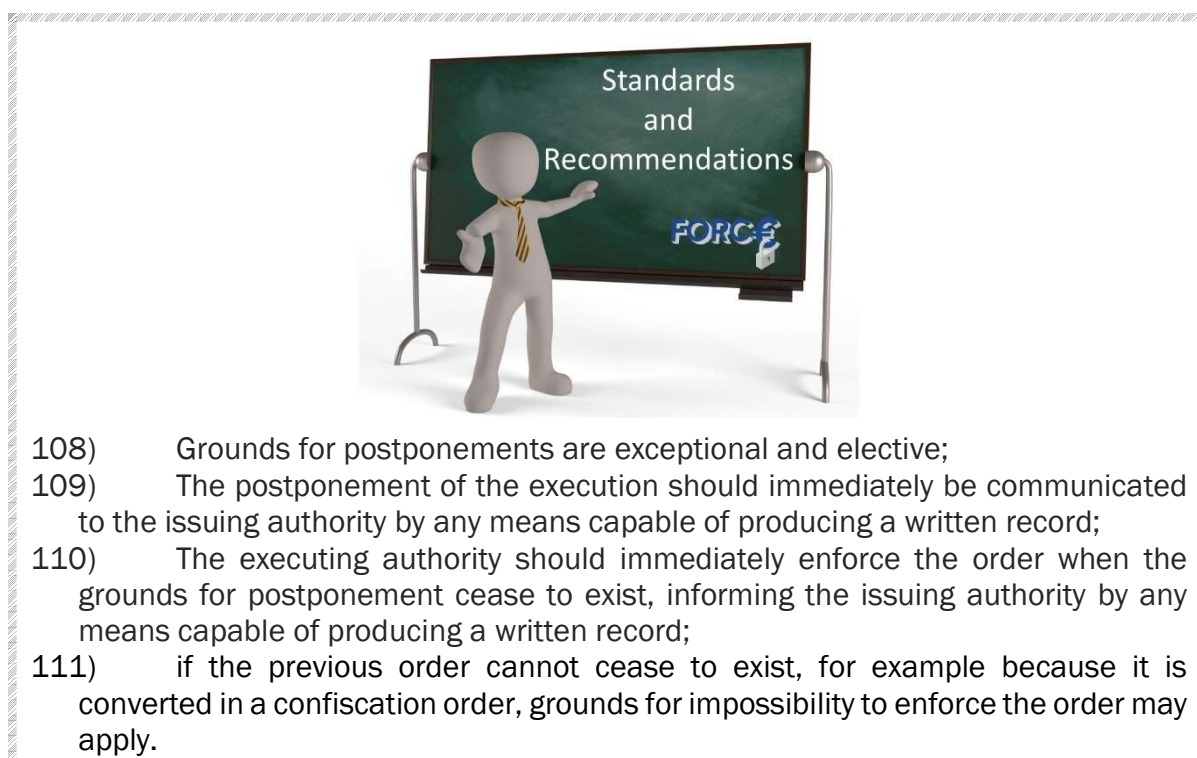 Standards
and
Recommendations
FORC€
108) Grounds for postponements are exceptional and elective;
109) The postponement of the execution should immediately be communicated
to the issuing authority by any means capable of producing a written record;
110) The executing authority should immediately enforce the order when the
grounds for postponement cease to exist, informing the issuing authority by any
means capable of producing a written record;
111) if the previous order cannot cease to exist, for example because it is
converted in a confiscation order, grounds for impossibility to enforce the order may
apply.